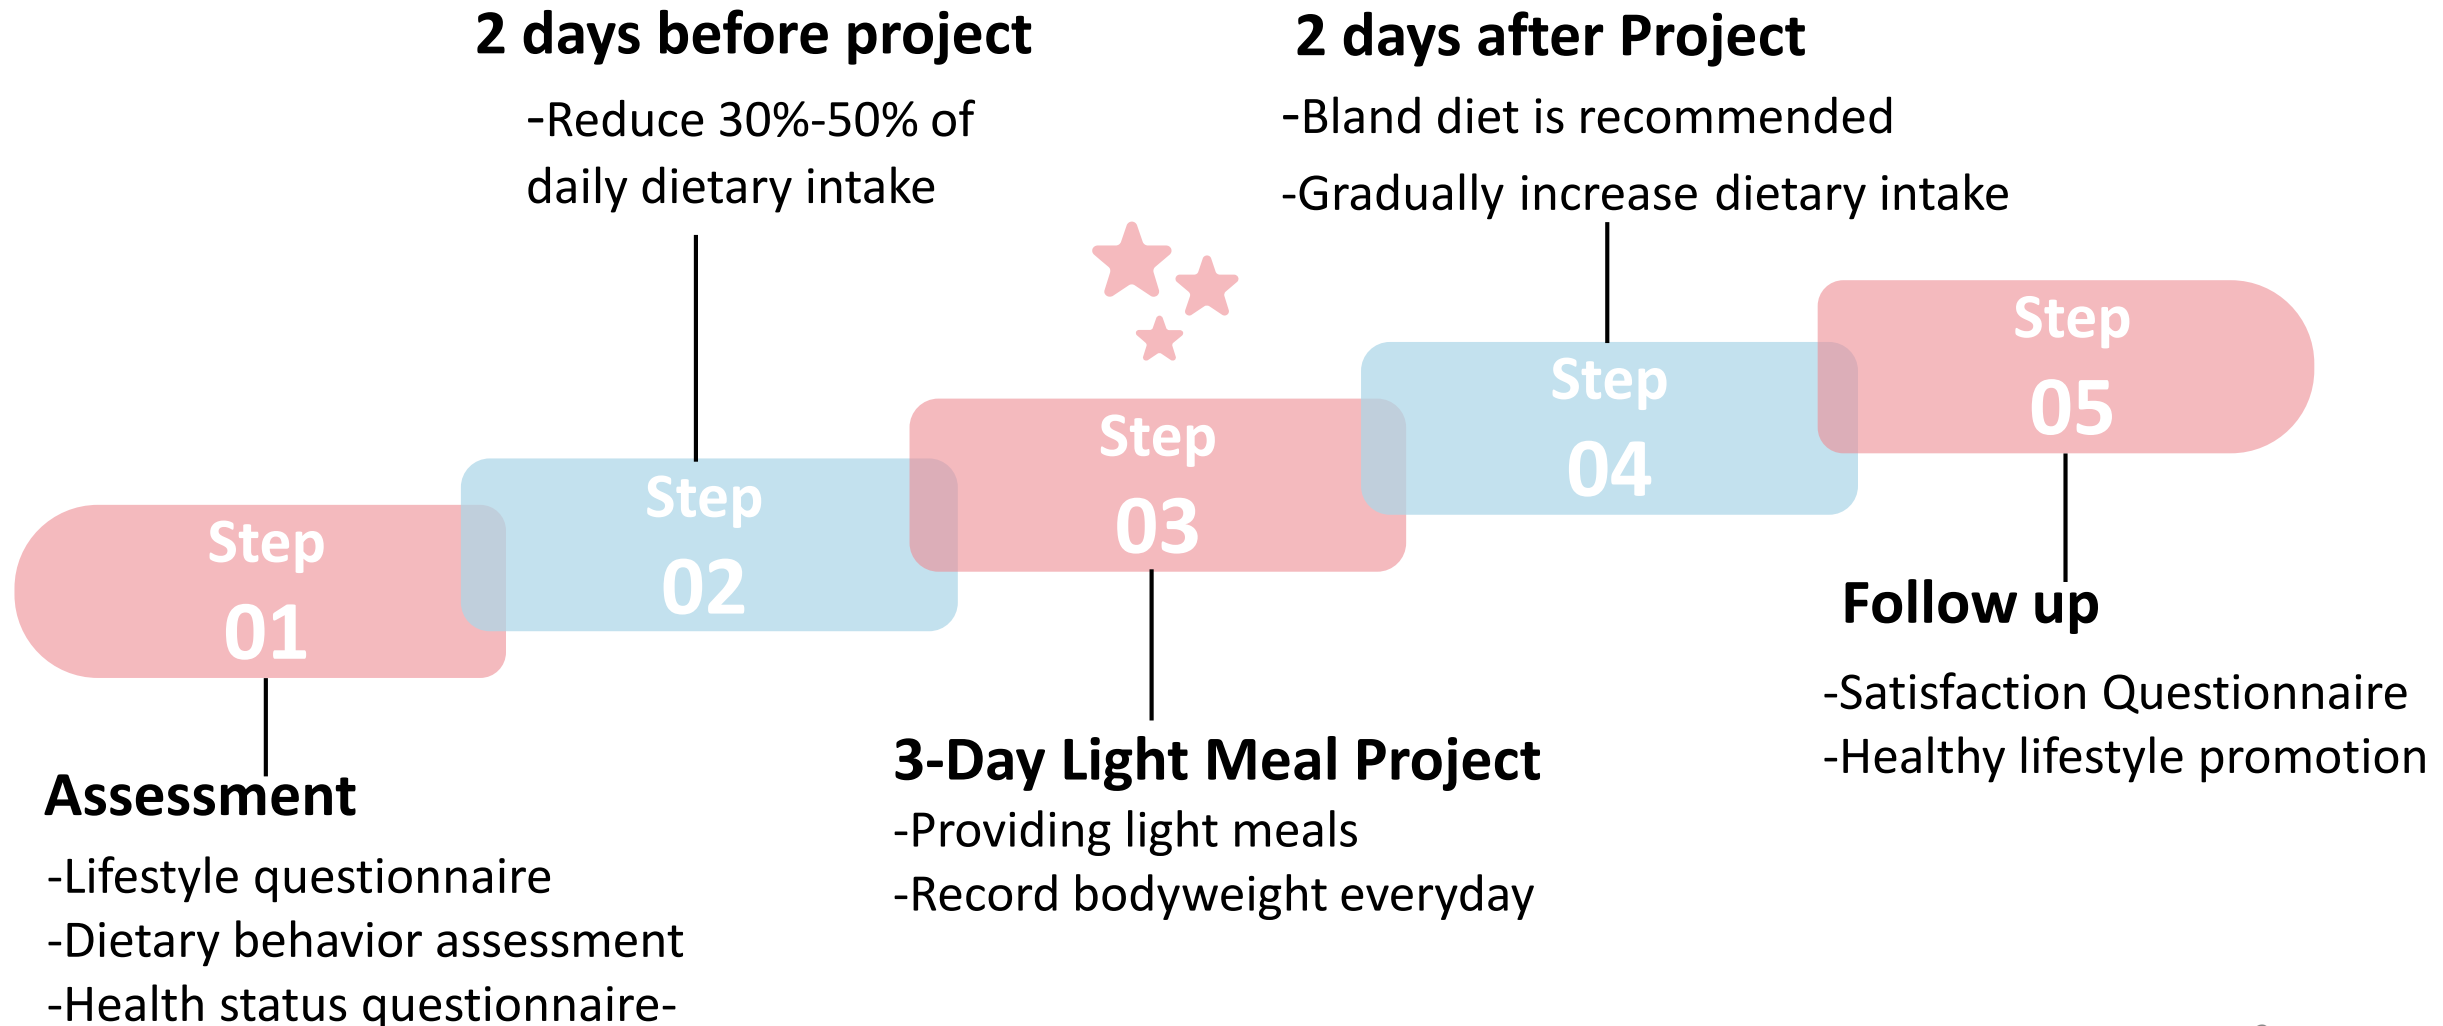 2 days before project
-Reduce 30%-50% of
daily dietary intake
2 days after Project
-Bland diet is recommended
-Gradually increase dietary intake
Step
01
Step
02
Step
03
Step
04
Step
05
Assessment
-Lifestyle questionnaire
-Dietary behavior assessment
-Health status questionnaire-
3-Day Light Meal Project
-Providing light meals
-Record bodyweight everyday
Follow up
-Satisfaction Questionnaire
-Healthy lifestyle promotion